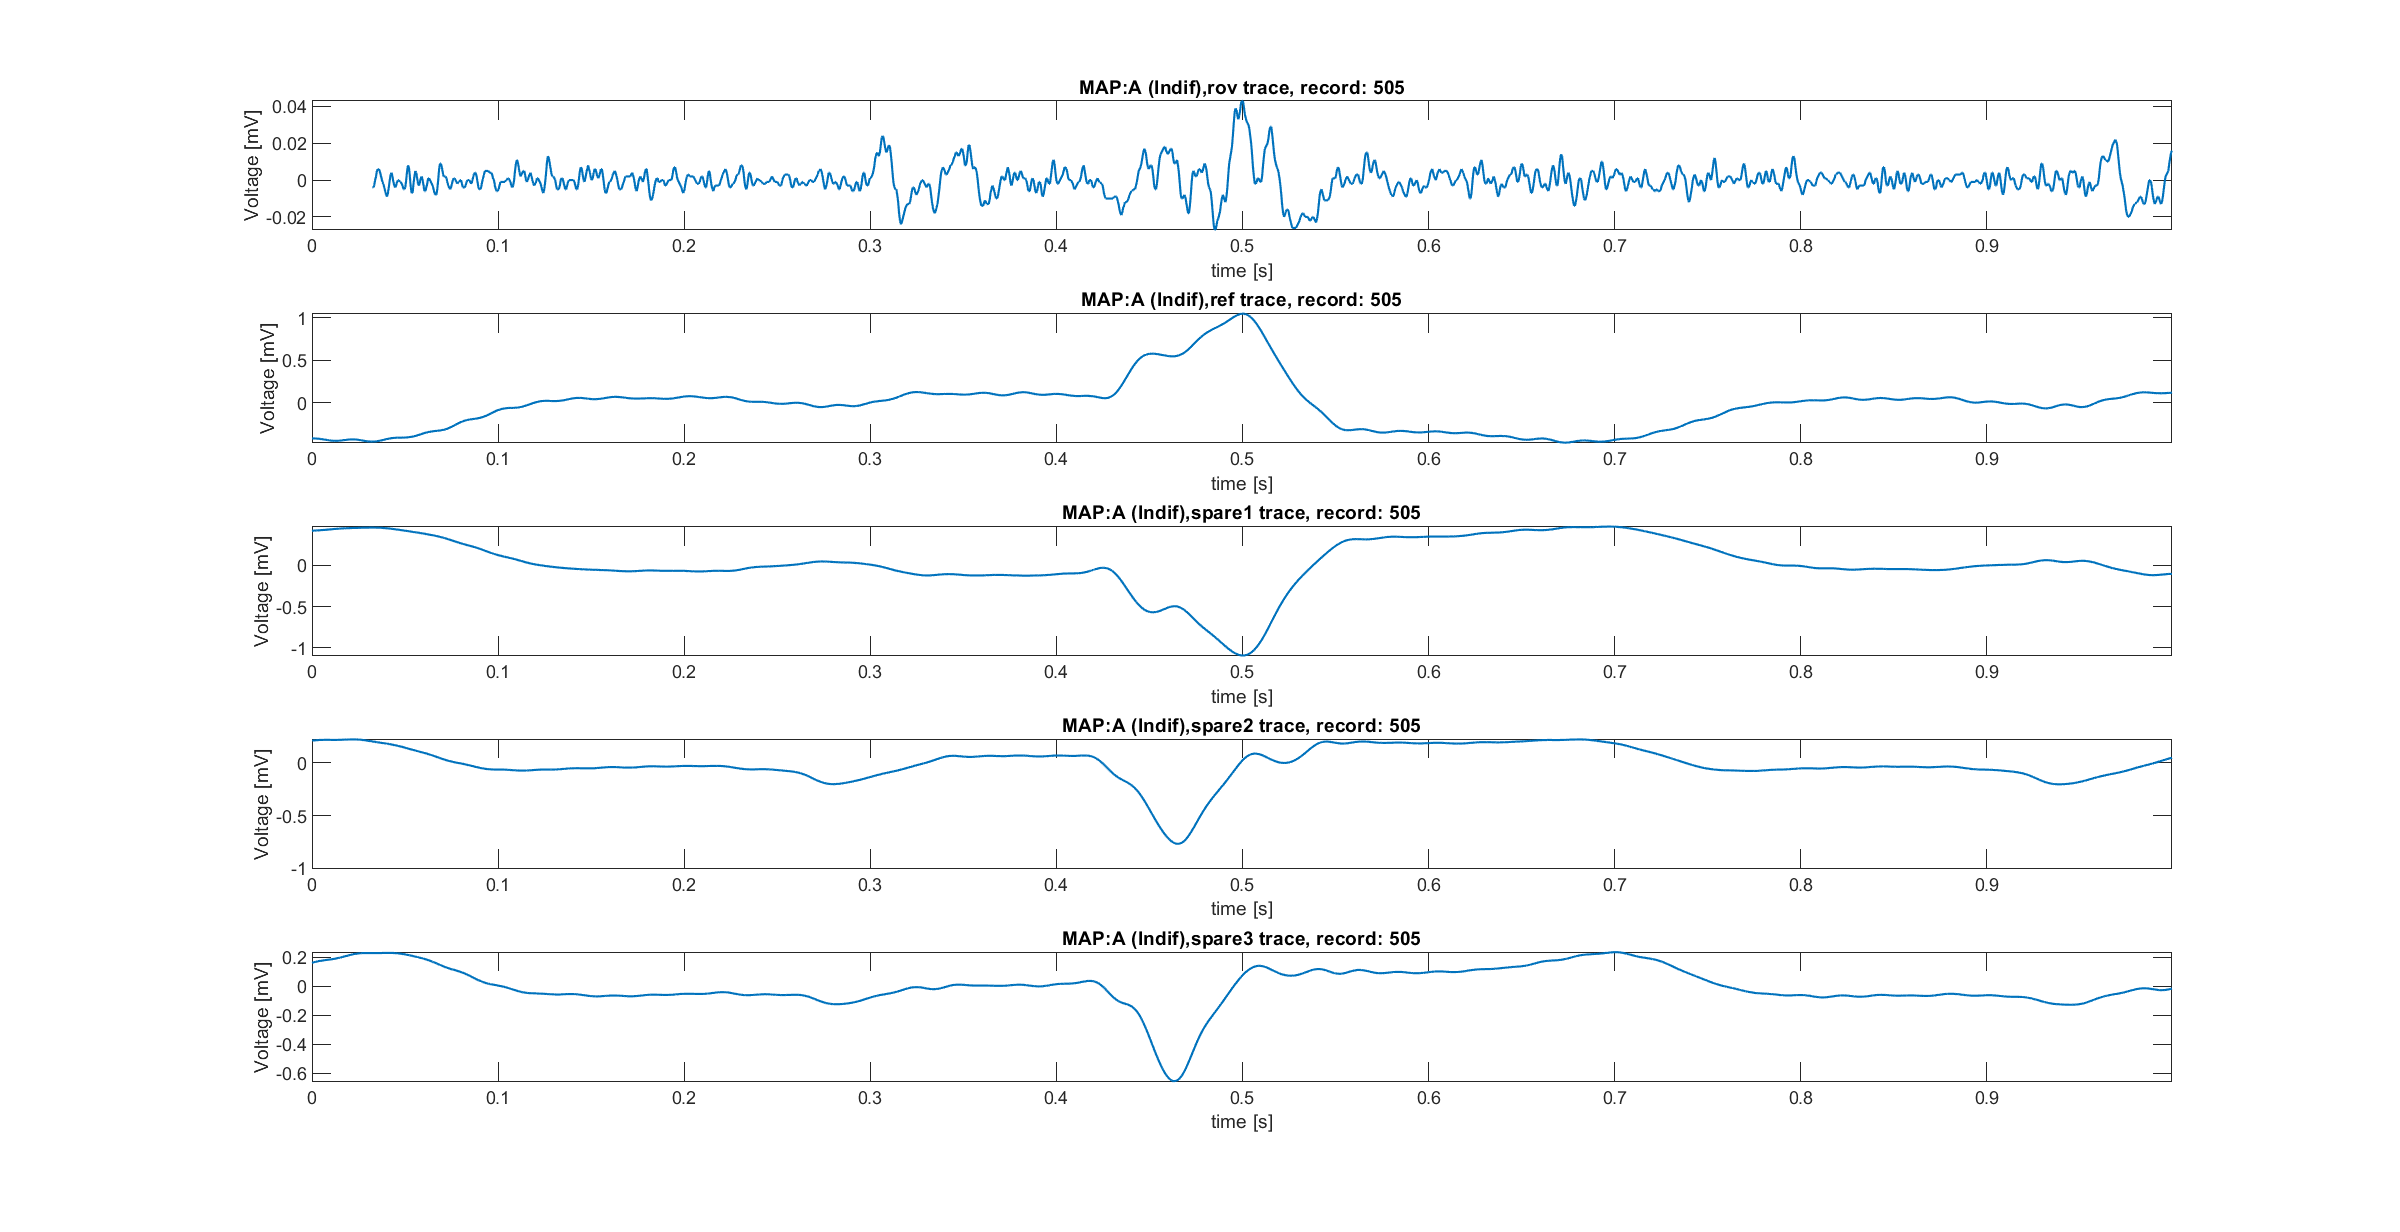 MAP:A (Indif),rov trace, record: 505
Voltage [mV]
0.04
0.02
0
-0.02
0 0.1 0.2 0.3 0.4 0.5 0.6 0.7 0.8 0.9
time [s]
MAP:A (Indif),ref trace, record: 505
Voltage [mV]
1
0.5
0
0 0.1 0.2 0.3 0.4 0.5 0.6 0.7 0.8 0.9
time [s]
MAP:A (Indif),spare1 trace, record: 505
Voltage [mV]
0
-0.5
-1
0 0.1 0.2 0.3 0.4 0.5 0.6 0.7 0.8 0.9
time [s]
MAP:A (Indif),spare2 trace, record: 505
Voltage [mV]
0
-0.5
-1
0 0.1 0.2 0.3 0.4 0.5 0.6 0.7 0.8 0.9
time [s]
MAP:A (Indif),spare3 trace, record: 505
Voltage [mV]
0.2
0
-0.2
-0.4
-0.6
0 0.1 0.2 0.3 0.4 0.5 0.6 0.7 0.8 0.9
time [s]